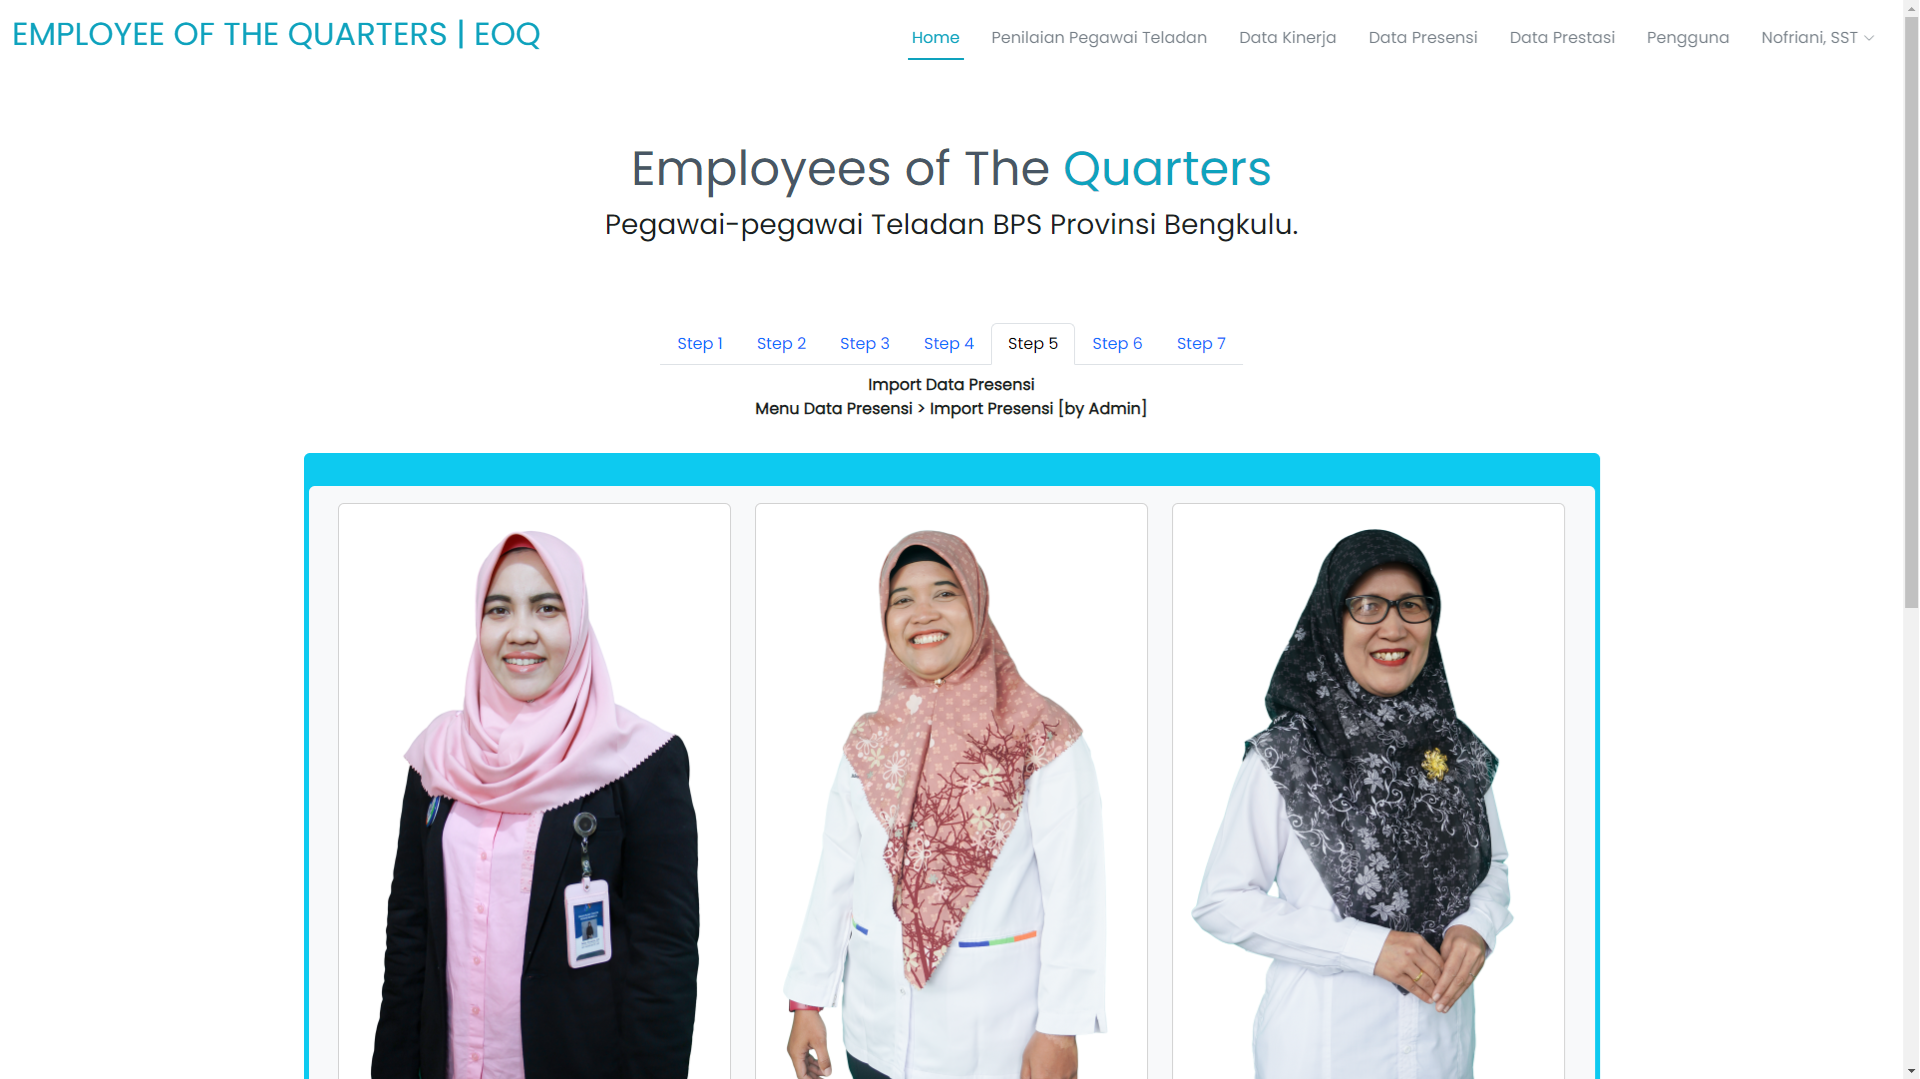 EMPLOYEE OF THE QUARTERS | EOQ
Home Penilaian Pegawai Teladan Data Kinerja Data Presensi Data Prestasi Pengguna Nofriani, SST
Employees of The Quarters
Pegawai-pegawai Teladan BPS Provinsi Bengkulu.
Step 1 Step 2 Step 3 Step 4 Step 5 Step 6 Step 7
Import Data Presensi
Menu Data Presensi > Import Presensi [by Admin]